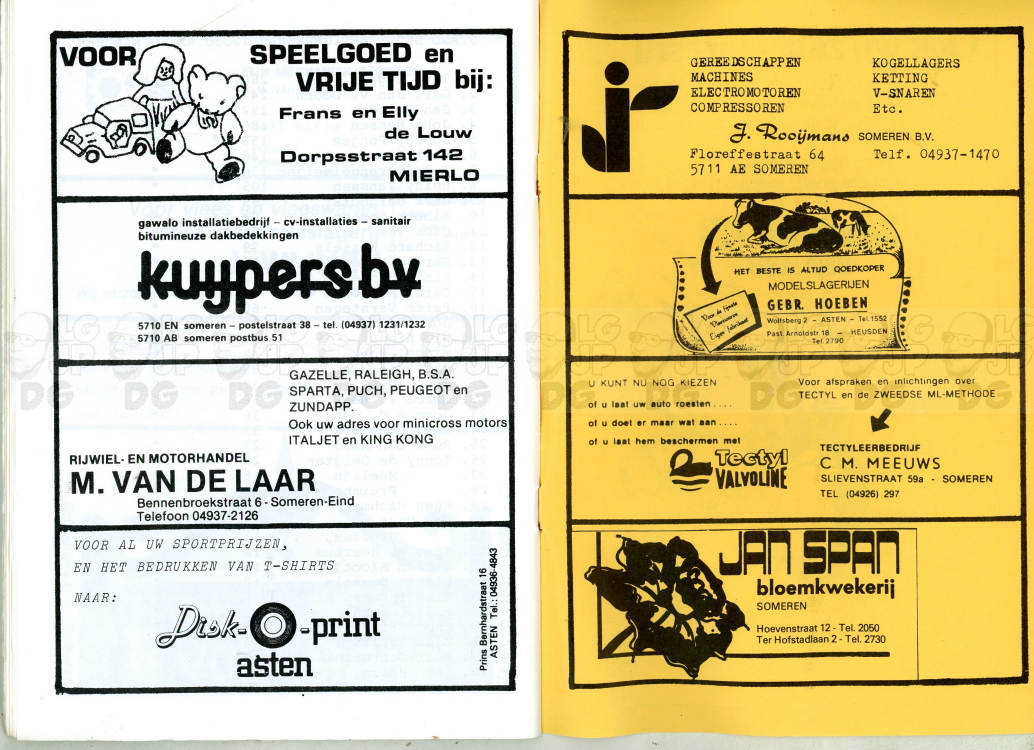 VOOR SPEELGOED en
VRIJE TIJD bij:
Frans en Elly
de Louw
Dorpsstraat 142
MIERLO
gawalo installatiebedrijf – cv-installaties – sanitair
bitumineuze dakbedekkingen
kuypers bv
5710 EN someren – postelstraat 38 – tel. (04937) 1231/1232
5710 AB someren postbus 51
GAZELLE, RALEIGH, B.S.A.
SPARTA, PUCH, PEUGEOT en
ZUNDAPP.
Ook uw adres voor minicross motors
ITALJET en KING KONG
RIJWIEL- EN MOTORHANDEL
M. VAN DE LAAR
Bennenbroekstraat 6 - Someren-Eind
Telefoon 04937-2126
VOOR AL UW SPORTPRIJZEN,
EN HET BEDRUKKEN VAN T-SHIRTS
NAAR:
Disk-O-print
asten
Prins Bernhardstraat 16
ASTEN Tel.: 04936-4843
jr
GEREEDSCHAPPEN KOGELLAGERS
MACHINES KETTING
ELECTROMOTOREN V-SNAREN
COMPRESSOREN Etc.
J. Rooijmans SOMEREN B.V.
Floreffestraat 64 Telf. 04937-1470
5711 AE SOMEREN
HET BESTE IS ALTIJD GOEDKOPER
MODELSLAGERIJEN
GEBR. HOEBEN
Wolfsberg 2 - ASTEN - Tel.1552
Past. Arnoldstr.18 - HEUSDEN
Tel.2790
Voor de fijnste
Vleeswaren
Eigen fabrikaat
U KUNT NU NOG KIEZEN
of u laat uw auto roesten ....
of u doet er maar wat aan ....
of u laat hem beschermen met
Tectyl
VALVOLINE
Voor afspraken en inlichtingen over
TECTYL en de ZWEEDSE ML-METHODE
TECTYLEERBEDRIJF
C. M. MEEUWS
SLIEVENSTRAAT 59a - SOMEREN
TEL. (04926) 297
JAN SPAN
bloemkwekerij
SOMEREN
Hoevenstraat 12 - Tel. 2050
Ter Hofstadlaan 2 - Tel. 2730